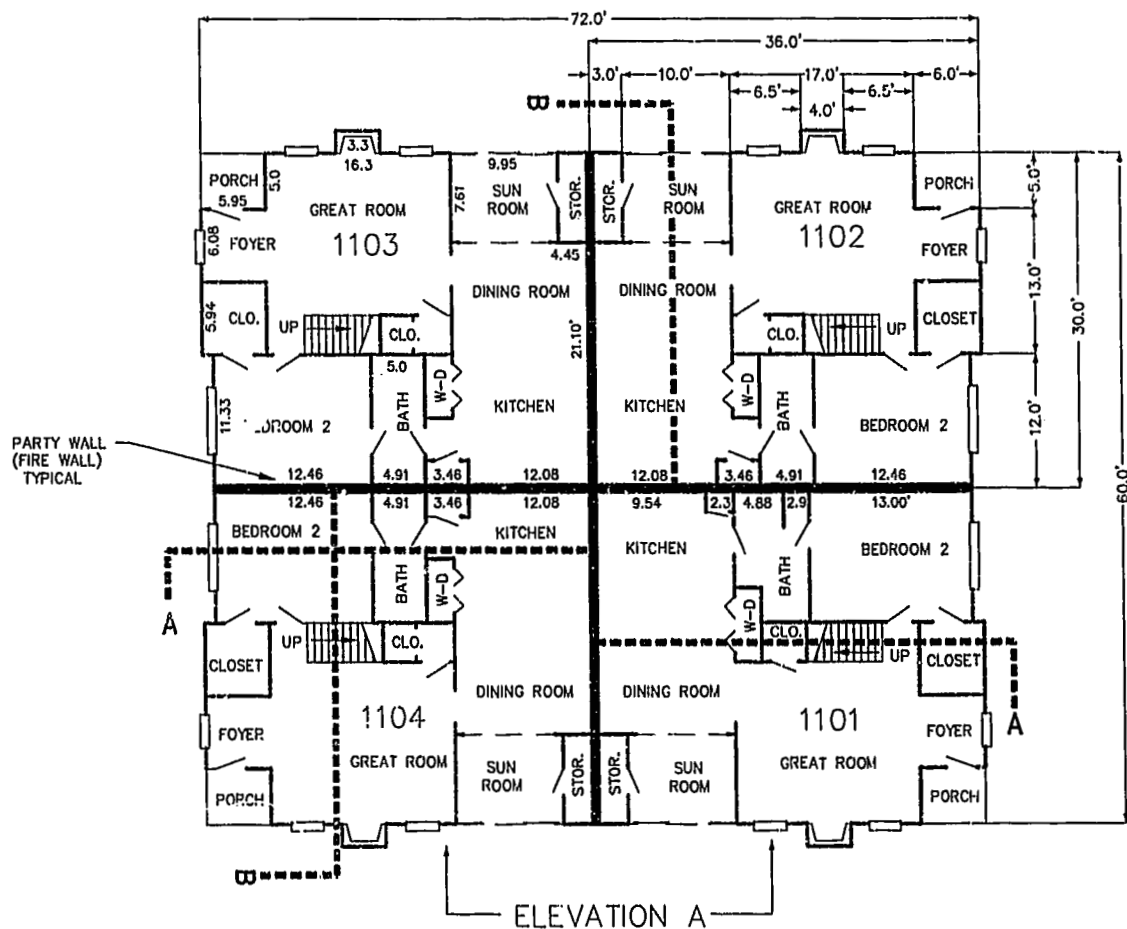 72.0'
36.0'
3.0' 10.0' 17.0' 6.0'
6.5' 6.5'
4.0'
B
3.3
16.3 9.95
PORCH 5.0 5.0'
5.95 7.61 SUN ROOM STOR. STOR. SUN ROOM PORCH
GREAT ROOM GREAT ROOM
6.08 FOYER 1103 1102 FOYER
4.45
DINING ROOM DINING ROOM 13.0' 30.0'
5.94 CLO. UP CLO. 21.10' CLO. UP CLOSET
5.0
W-D W-D
11.33 BATH KITCHEN KITCHEN BATH 12.0'
BEDROOM 2
PARTY WALL
(FIRE WALL)
TYPICAL
12.46 4.91 3.46 12.08 12.08 3.46 4.91 12.46
60.0'
12.46 4.91 3.46 12.08 9.54 2.3 4.88 2.9 13.00'
BEDROOM 2 KITCHEN KITCHEN BEDROOM 2
BATH W-D BATH
A W-D
UP CLO. CLO. UP
CLOSET CLOSET
DINING ROOM DINING ROOM
1104 1101 A
FOYER FOYER
GREAT ROOM SUN ROOM STOR. STOR. SUN ROOM GREAT ROOM
PORCH PORCH
B
ELEVATION A